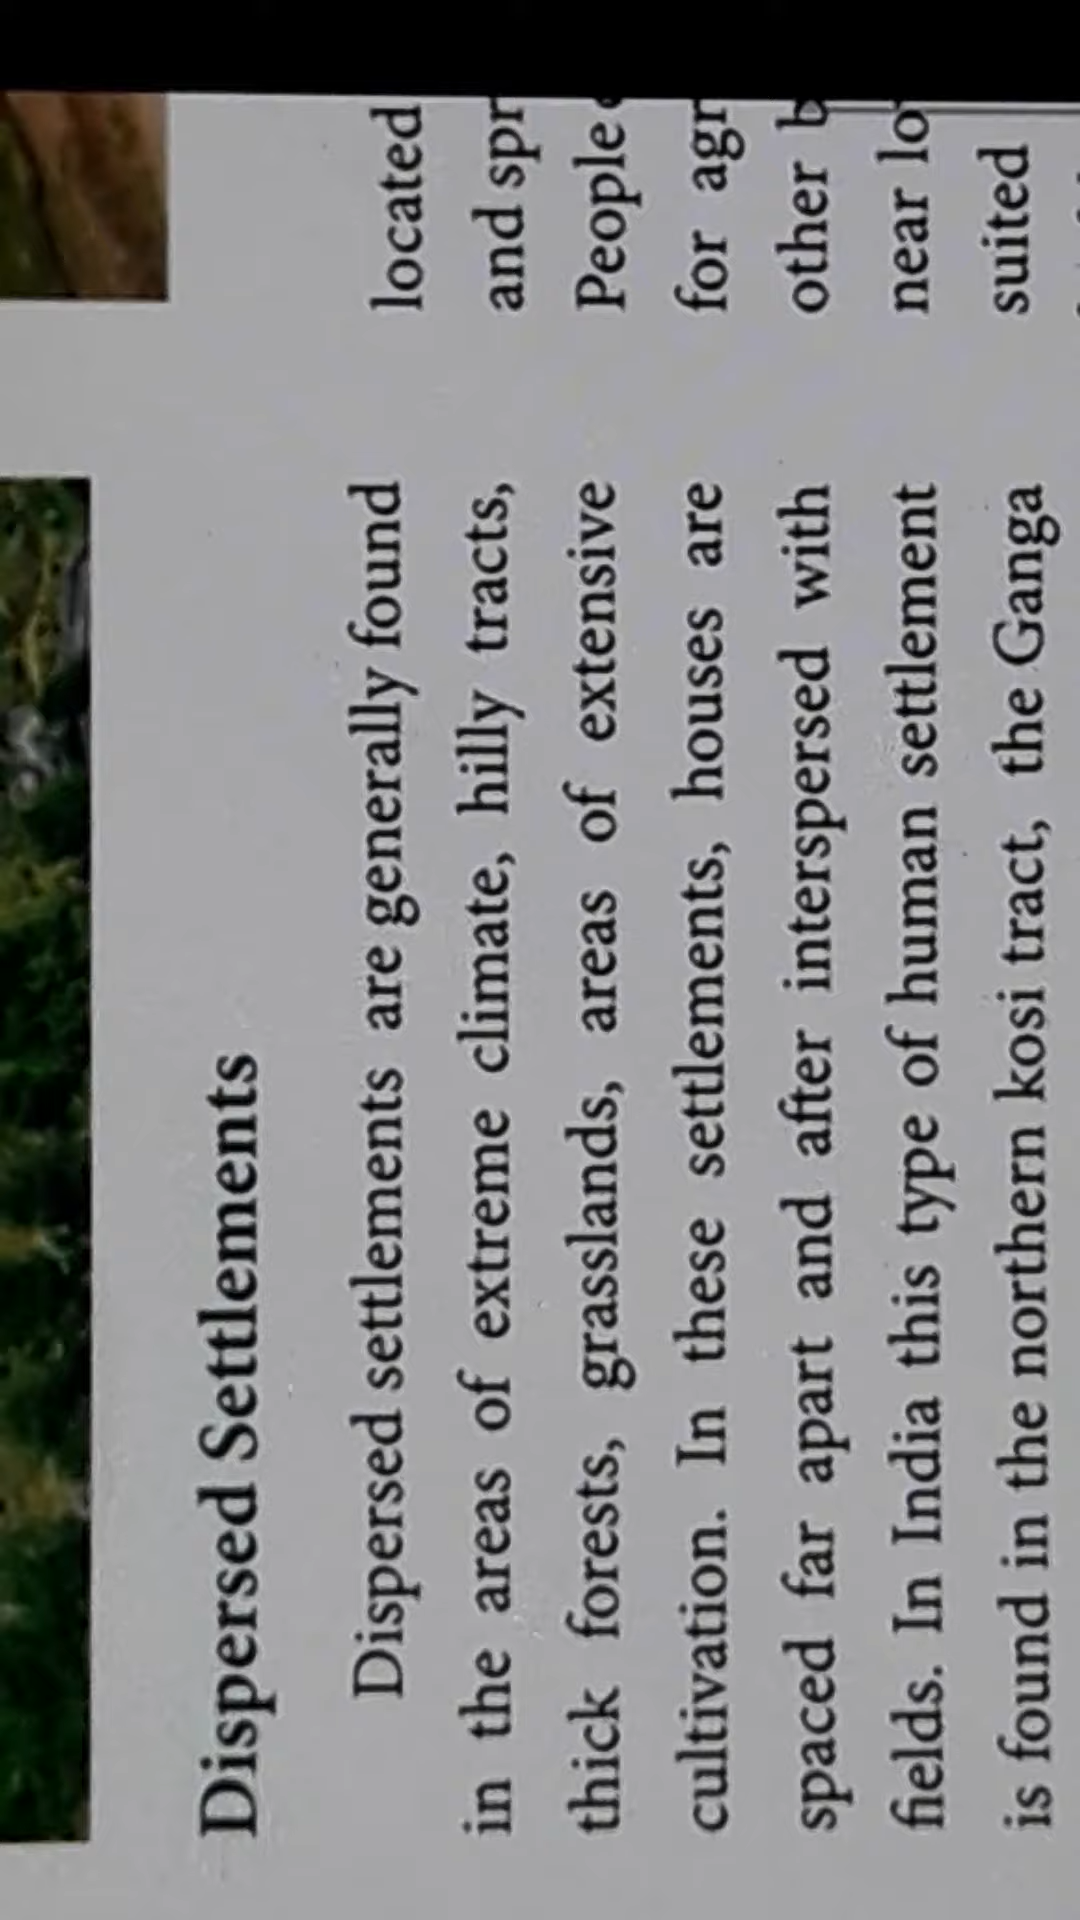 Dispersed Settlements
Dispersed settlements are generally found
in the areas of extreme climate, hilly tracts,
thick forests, grasslands, areas of extensive
cultivation. In these settlements, houses are
spaced far apart and after interspersed with
fields. In India this type of human settlement
is found in the northern kosi tract, the Ganga
located
and spr
People
for agr
other b
near lo
suited